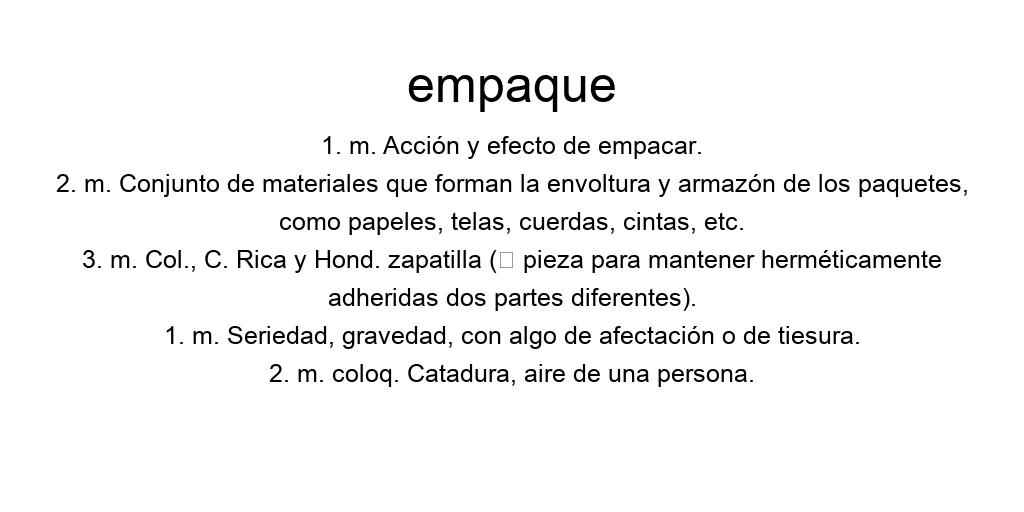 empaque
1. m. Acción y efecto de empacar.
2. m. Conjunto de materiales que forman la envoltura y armazón de los paquetes,
como papeles, telas, cuerdas, cintas, etc.
3. m. Col., C. Rica y Hond. zapatilla (□ pieza para mantener herméticamente
adheridas dos partes diferentes).
1. m. Seriedad, gravedad, con algo de afectación o de tiesura.
2. m. coloq. Catadura, aire de una persona.